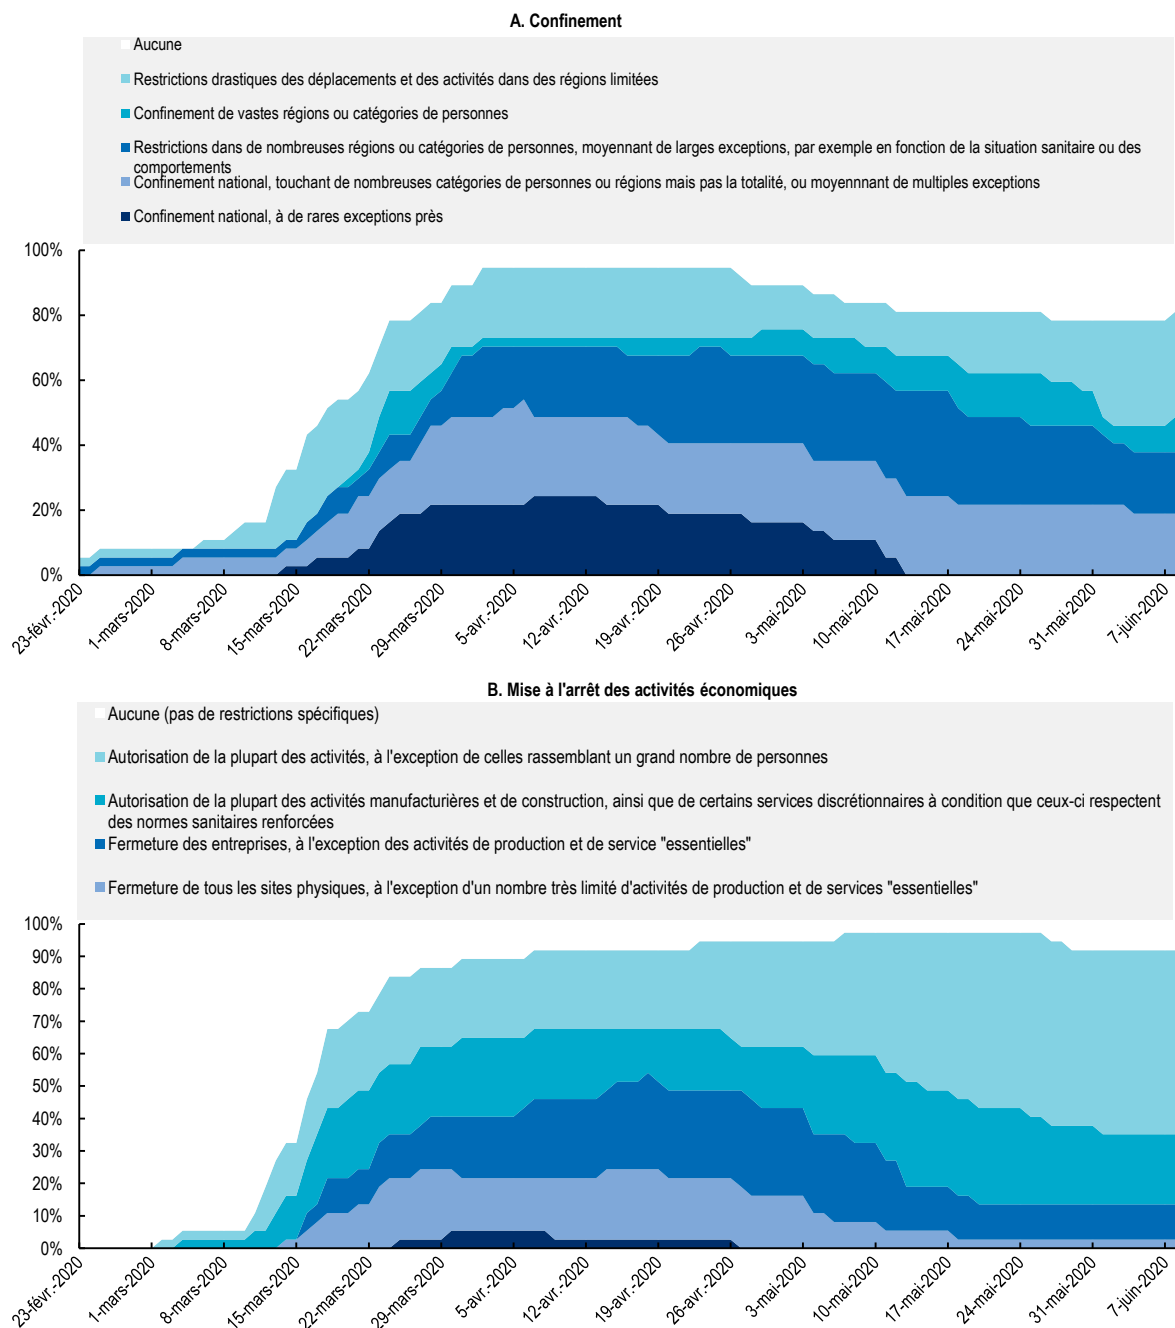 A. Confinement
Aucune
Restrictions drastiques des déplacements et des activités dans des régions limitées
Confinement de vastes régions ou catégories de personnes
Restrictions dans de nombreuses régions ou catégories de personnes, moyennant de larges exceptions, par exemple en fonction de la situation sanitaire ou des
comportements
Confinement national, touchant de nombreuses catégories de personnes ou régions mais pas la totalité, ou moyennnant de multiples exceptions
Confinement national, à de rares exceptions près
100%
80%
60%
40%
20%
0%
23-févr.-2020
1-mars-2020
8-mars-2020
15-mars-2020
22-mars-2020
29-mars-2020
5-avr.-2020
12-avr.-2020
19-avr.-2020
26-avr.-2020
3-mai-2020
10-mai-2020
17-mai-2020
24-mai-2020
31-mai-2020
7-juin-2020
B. Mise à l'arrêt des activités économiques
Aucune (pas de restrictions spécifiques)
Autorisation de la plupart des activités, à l'exception de celles rassemblant un grand nombre de personnes
Autorisation de la plupart des activités manufacturières et de construction, ainsi que de certains services discrétionnaires à condition que ceux-ci respectent
des normes sanitaires renforcées
Fermeture des entreprises, à l'exception des activités de production et de service "essentielles"
Fermeture de tous les sites physiques, à l'exception d'un nombre très limité d'activités de production et de services "essentielles"
100%
90%
80%
70%
60%
50%
40%
30%
20%
10%
0%
23-févr.-2020
1-mars-2020
8-mars-2020
15-mars-2020
22-mars-2020
29-mars-2020
5-avr.-2020
12-avr.-2020
19-avr.-2020
26-avr.-2020
3-mai-2020
10-mai-2020
17-mai-2020
24-mai-2020
31-mai-2020
7-juin-2020